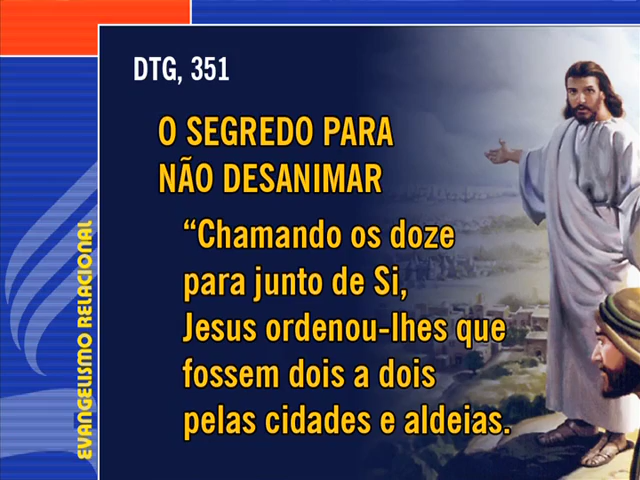 DTG, 351
O SEGREDO PARA
NÃO DESANIMAR
“Chamando os doze
para junto de Si,
Jesus ordenou-lhes que
fossem dois a dois
pelas cidades e aldeias.
EVANGELISMO RELACIONAL